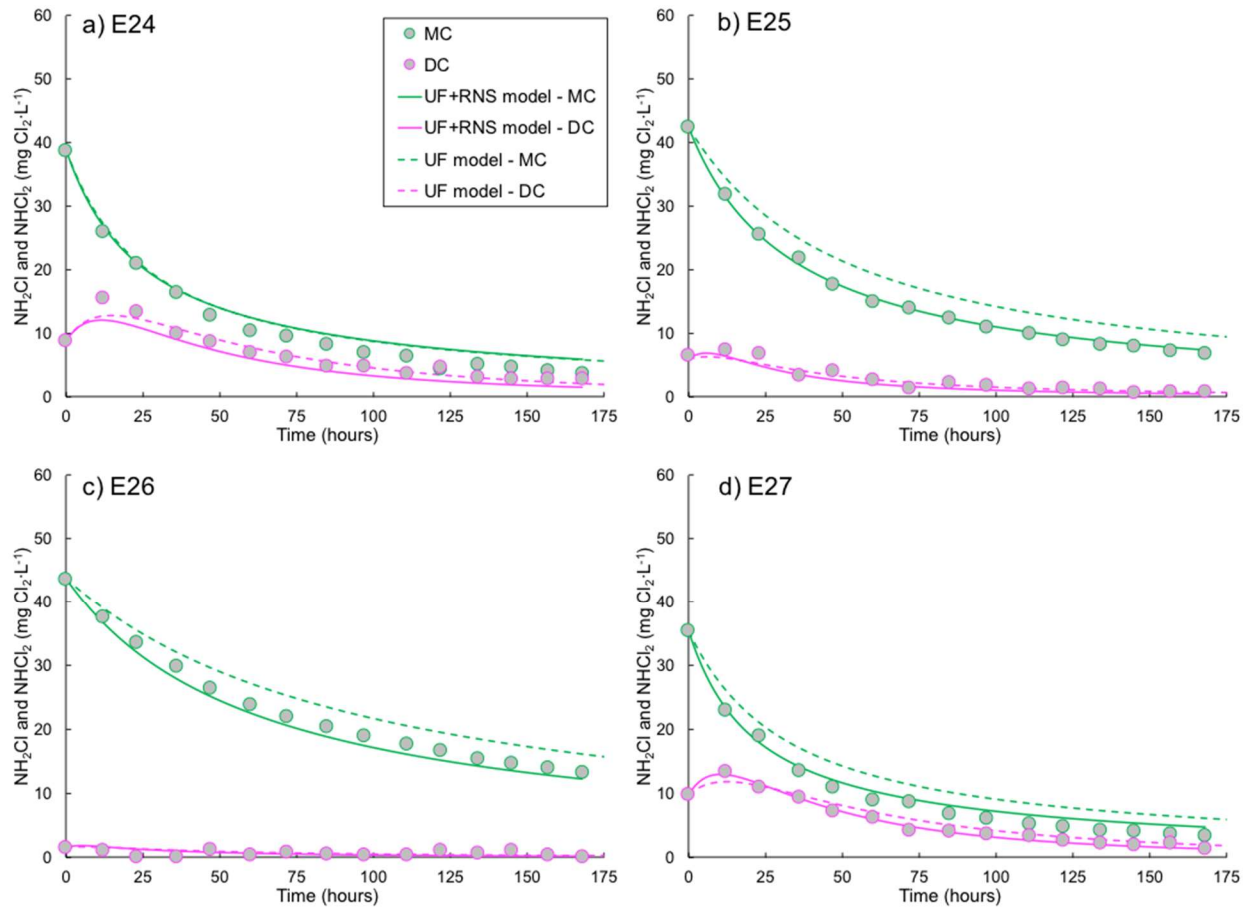 a) E24
60
50
40
30
20
10
0
NH₂Cl and NHCl₂ (mg Cl₂·L⁻¹)
0 25 50 75 100 125 150 175
Time (hours)
MC
DC
UF+RNS model - MC
UF+RNS model - DC
UF model - MC
UF model - DC
b) E25
60
50
40
30
20
10
0
NH₂Cl and NHCl₂ (mg Cl₂·L⁻¹)
0 25 50 75 100 125 150 175
Time (hours)
c) E26
60
50
40
30
20
10
0
NH₂Cl and NHCl₂ (mg Cl₂·L⁻¹)
0 25 50 75 100 125 150 175
Time (hours)
d) E27
60
50
40
30
20
10
0
NH₂Cl and NHCl₂ (mg Cl₂·L⁻¹)
0 25 50 75 100 125 150 175
Time (hours)